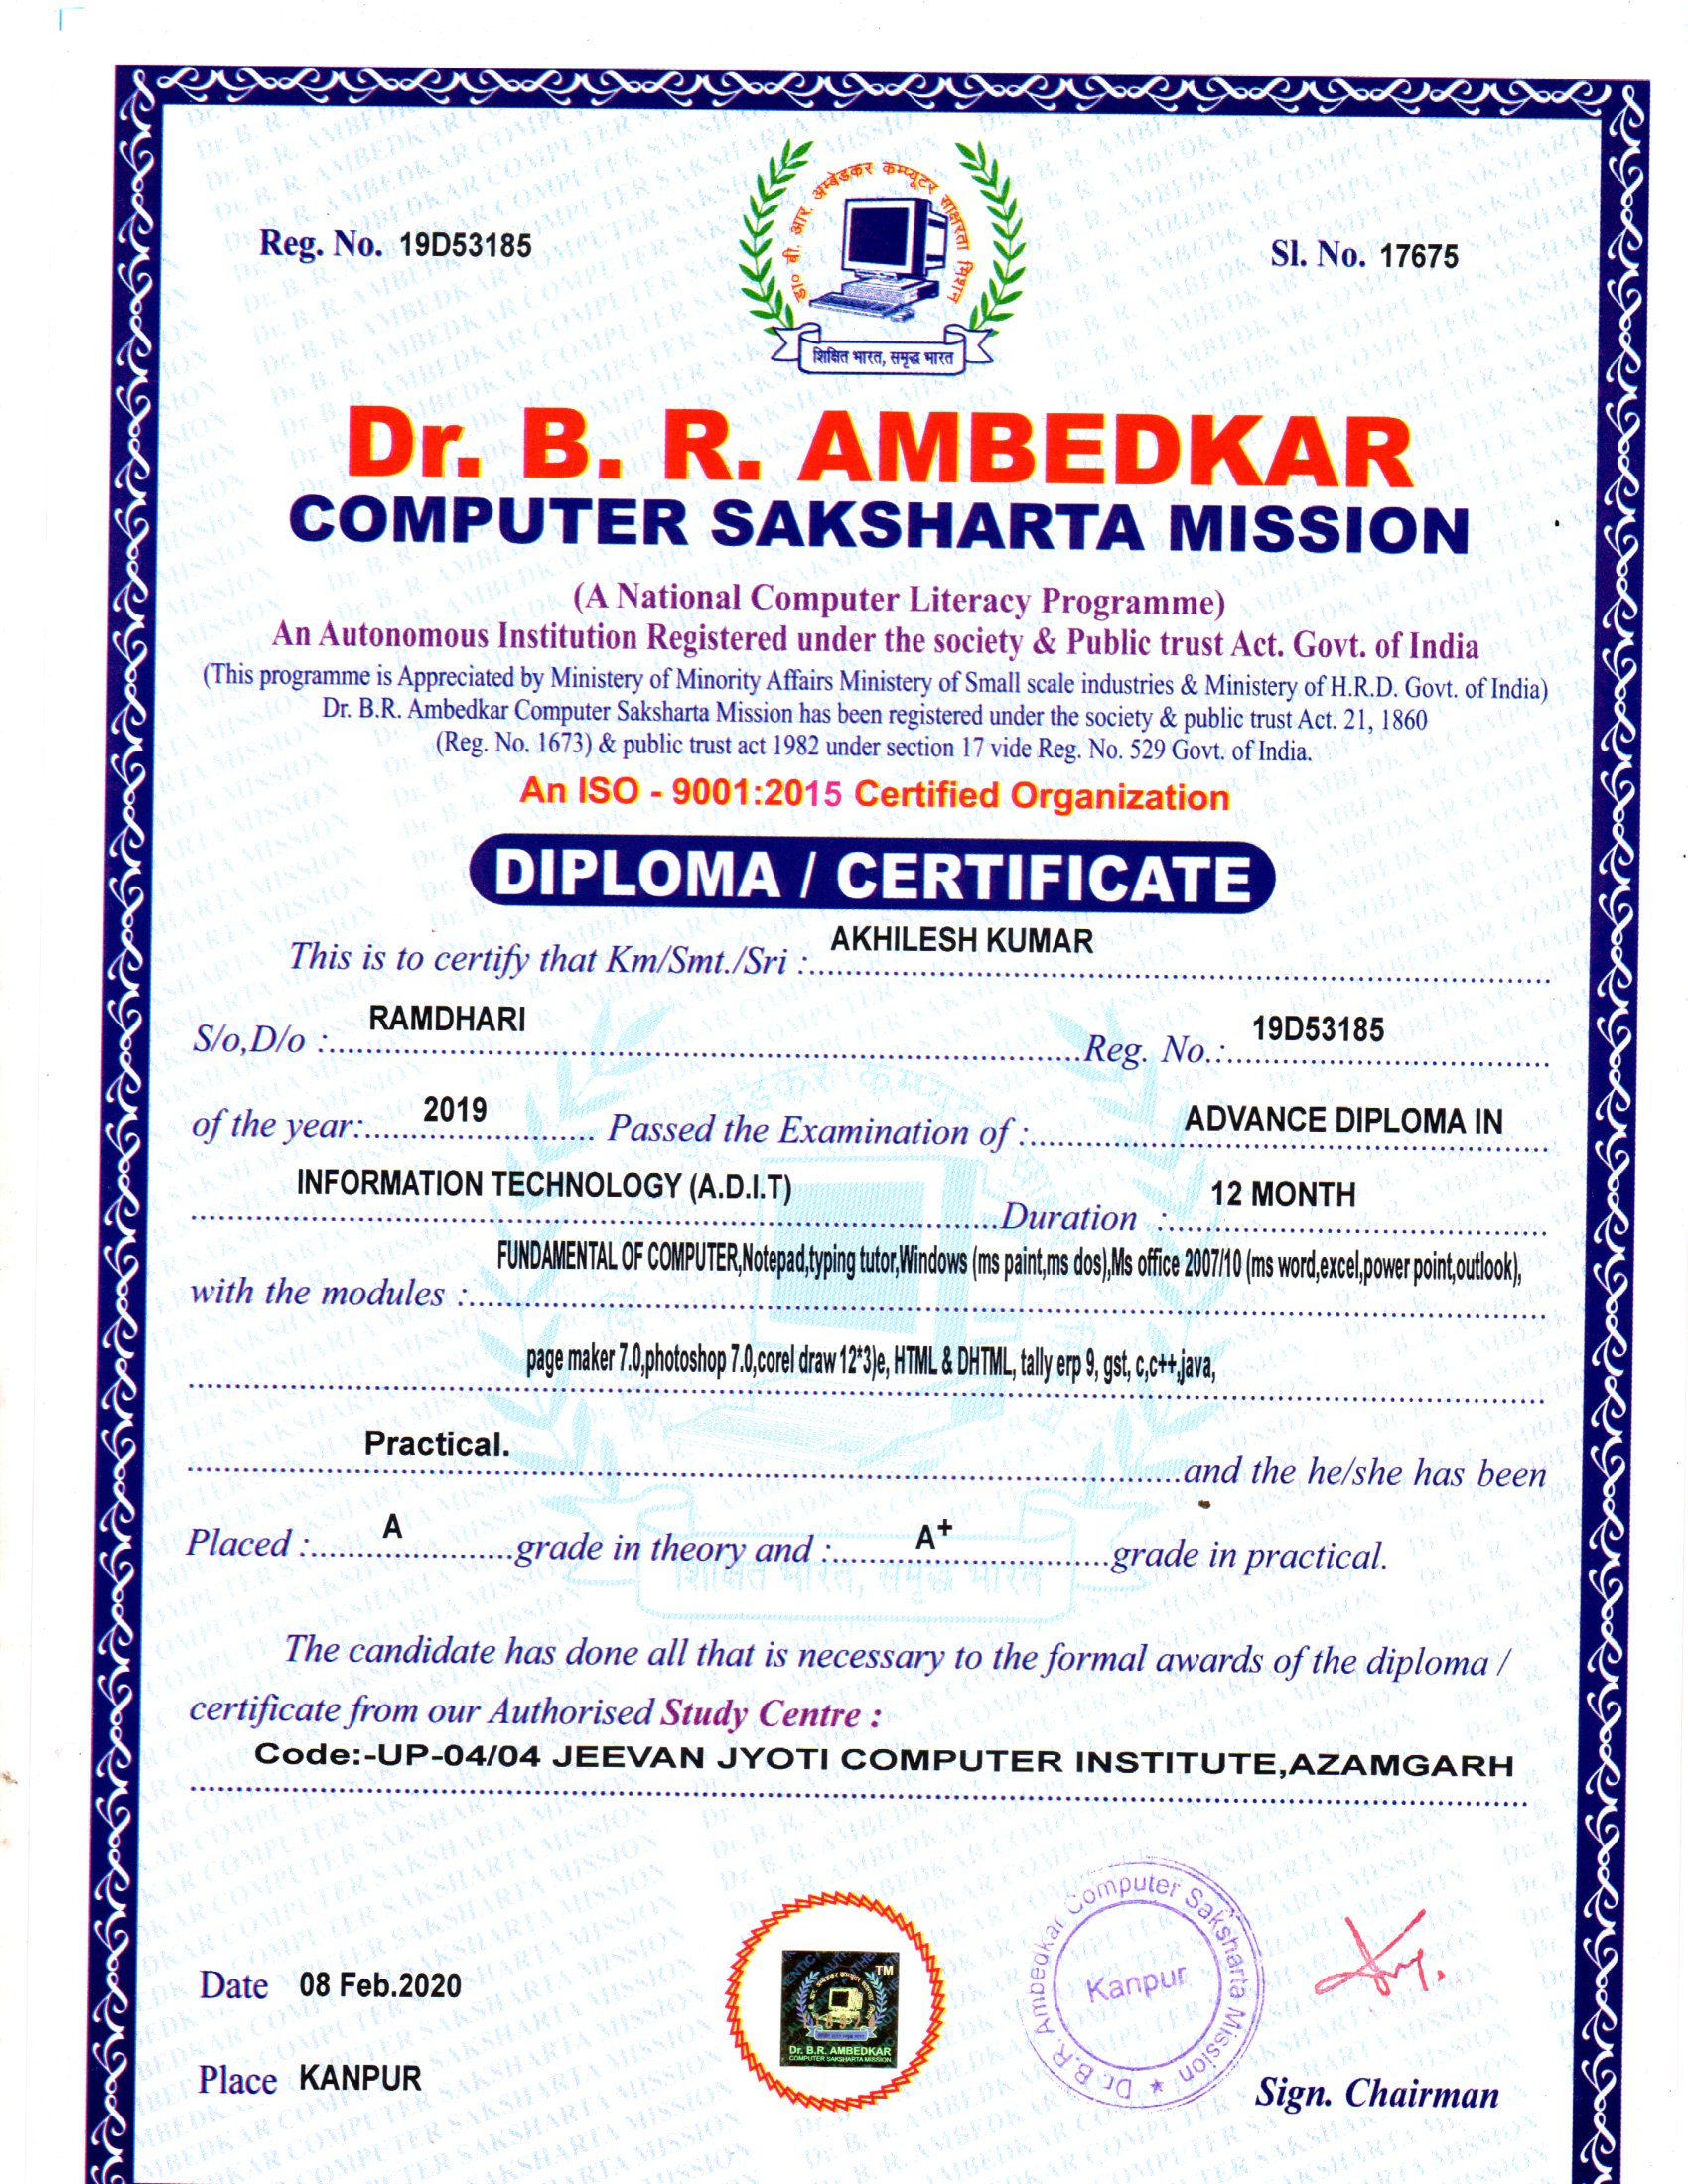 Reg. No. 19D53185
Sl. No. 17675
डा० बी. आर. अम्बेडकर कम्प्यूटर साक्षरता मिशन
शिक्षित भारत, समृद्ध भारत
Dr. B. R. AMBEDKAR
COMPUTER SAKSHARTA MISSION
(A National Computer Literacy Programme)
An Autonomous Institution Registered under the society & Public trust Act. Govt. of India
(This programme is Appreciated by Ministery of Minority Affairs Ministery of Small scale industries & Ministery of H.R.D. Govt. of India)
Dr. B.R. Ambedkar Computer Saksharta Mission has been registered under the society & public trust Act. 21, 1860
(Reg. No. 1673) & public trust act 1982 under section 17 vide Reg. No. 529 Govt. of India.
An ISO - 9001:2015 Certified Organization
DIPLOMA / CERTIFICATE
This is to certify that Km/Smt./Sri : AKHILESH KUMAR
S/o,D/o : RAMDHARI Reg. No.: 19D53185
of the year: 2019 Passed the Examination of : ADVANCE DIPLOMA IN
INFORMATION TECHNOLOGY (A.D.I.T) Duration : 12 MONTH
with the modules : FUNDAMENTAL OF COMPUTER,Notepad,typing tutor,Windows (ms paint,ms dos),Ms office 2007/10 (ms word,excel,power point,outlook),
page maker 7.0,photoshop 7.0,corel draw 12*3)e, HTML & DHTML, tally erp 9, gst, c,c++,java,
Practical. and the he/she has been
Placed : A grade in theory and : A+ grade in practical.
The candidate has done all that is necessary to the formal awards of the diploma /
certificate from our Authorised Study Centre :
Code:-UP-04/04 JEEVAN JYOTI COMPUTER INSTITUTE,AZAMGARH
Date 08 Feb.2020
Place KANPUR
TM
Dr. B.R. AMBEDKAR
COMPUTER SAKSHARTA MISSION
Dr. B.R. Ambedkar Computer Saksharta Mission
Kanpur
Sign. Chairman